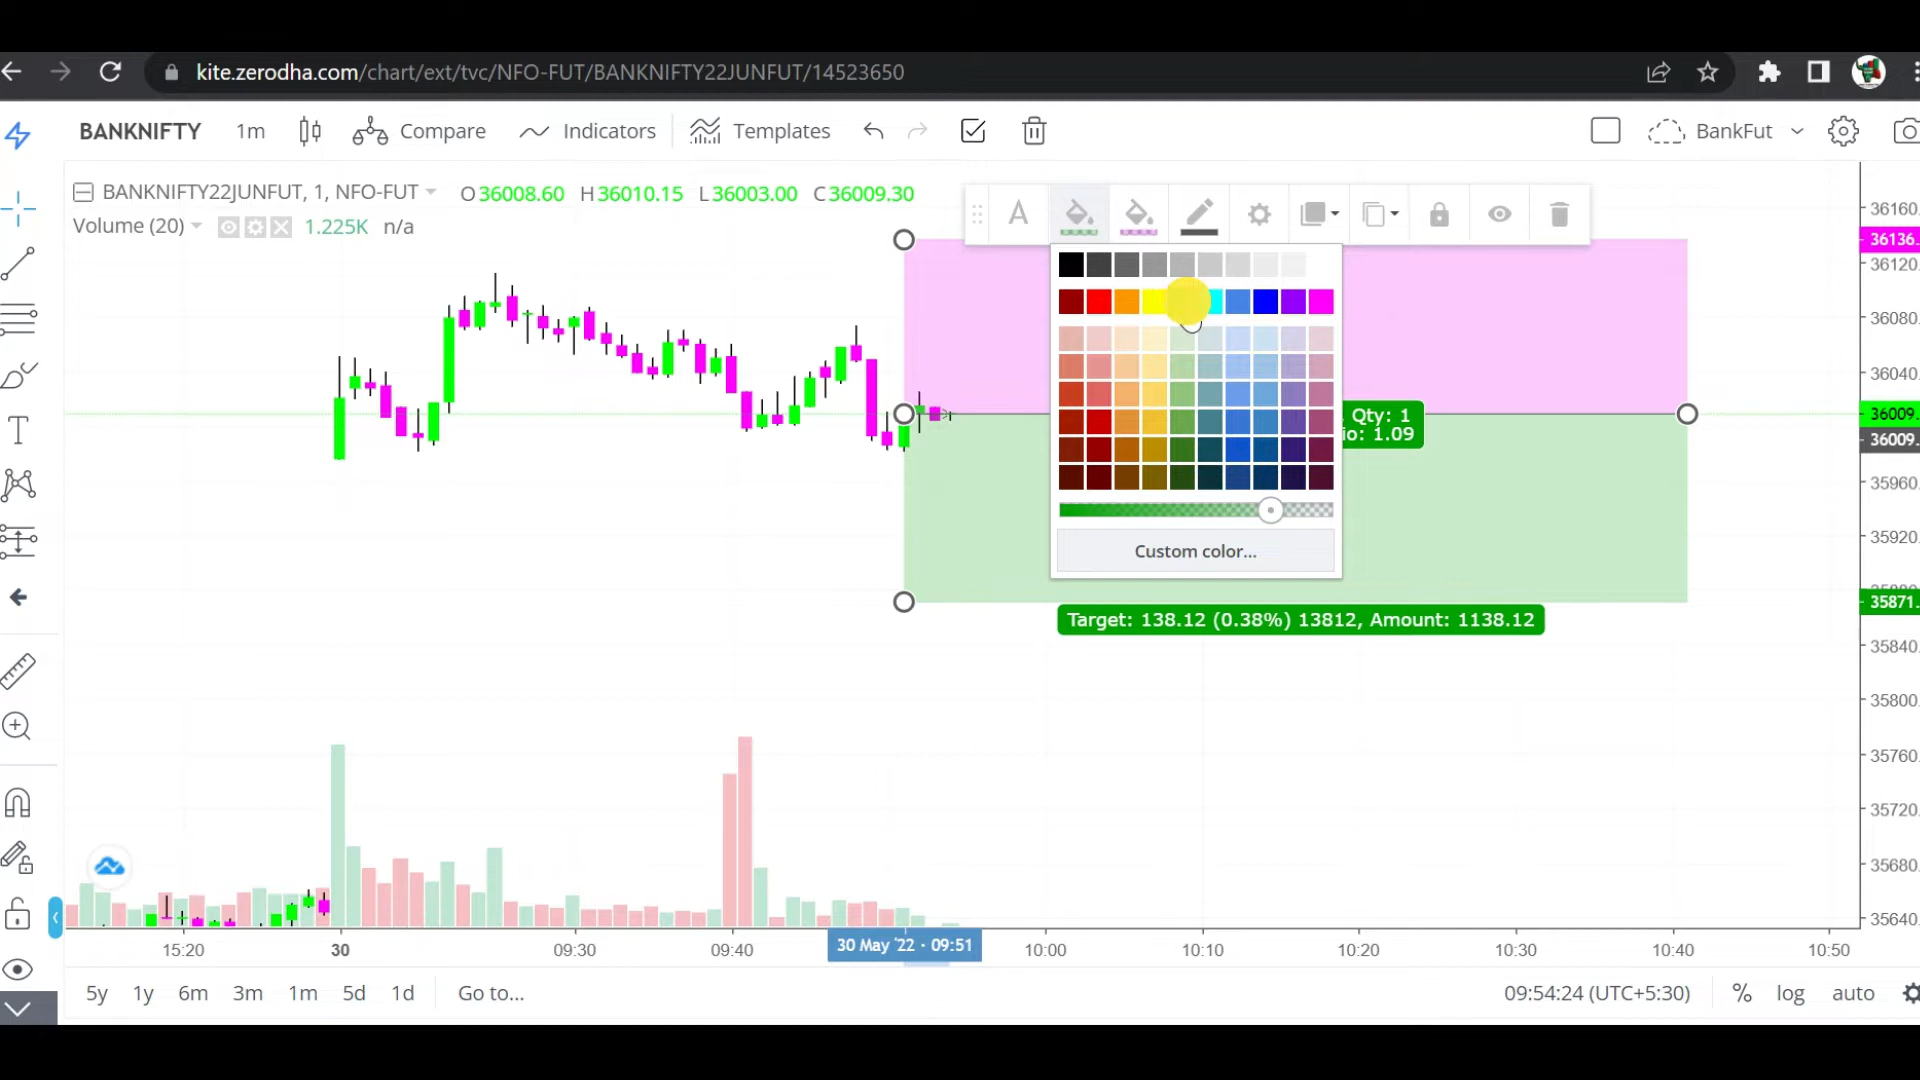 kite.zerodha.com/chart/ext/tvc/NFO-FUT/BANKNIFTY22JUNFUT/14523650
BANKNIFTY 1m Compare Indicators Templates BankFut
BANKNIFTY22JUNFUT, 1, NFO-FUT O36008.60 H36010.15 L36003.00 C36009.30
Volume (20) 1.225K n/a
36160.
36136.
36120.
36080.
36040.
36009.
36009.
35960.
35920.
35871.
35840.
35800.
35760.
35720.
35680.
35640.
Qty: 1
io: 1.09
Custom color...
Target: 138.12 (0.38%) 13812, Amount: 1138.12
15:20 30 09:30 09:40 30 May '22 • 09:51 10:00 10:10 10:20 10:30 10:40 10:50
5y 1y 6m 3m 1m 5d 1d Go to... 09:54:24 (UTC+5:30) % log auto